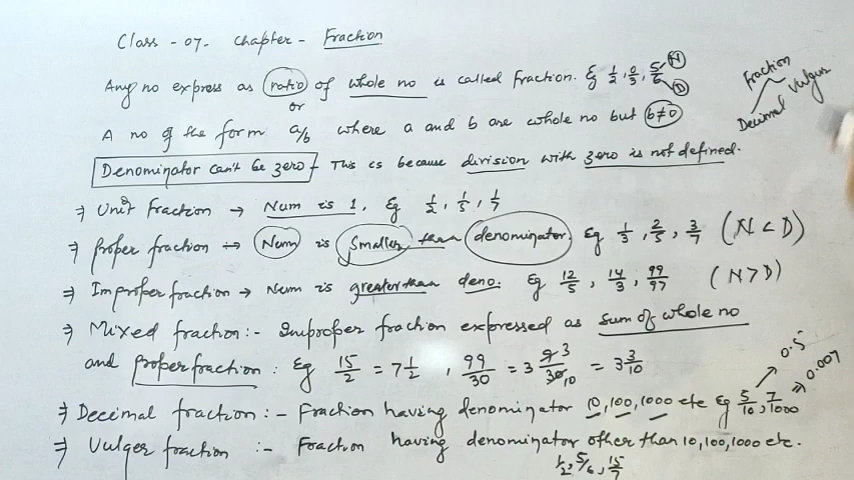 Class - 07. Chapter - Fraction
Any no express as ratio of whole no is called fraction. Eg 1/2, 0/3, 5/6 N D
or
A no of the form a/b where a and b are whole no but b≠0
Fraction
Decimal Vulgur
Denominator can't be zero - This is because division with zero is not defined.
⇒ Unit fraction → Num is 1. Eg 1/2, 1/5, 1/7
⇒ proper fraction → Num is smaller than denominator. Eg 1/3, 2/5, 3/7 (N < D)
⇒ Improper fraction → Num is greater than deno. Eg 12/5, 14/3, 99/97 (N > D)
⇒ Mixed fraction :- Improper fraction expressed as sum of whole no
and proper fraction : Eg 15/2 = 7 1/2, 99/30 = 3 9/30 3 10 = 3 3/10
⇒ Decimal fraction :- Fraction having denominator 10, 100, 1000 etc Eg 5/10, 7/1000 → 0.5 ⇒ 0.007
⇒ Vulger fraction :- Fraction having denominator other than 10, 100, 1000 etc.
1/2, 5/6, 15/7